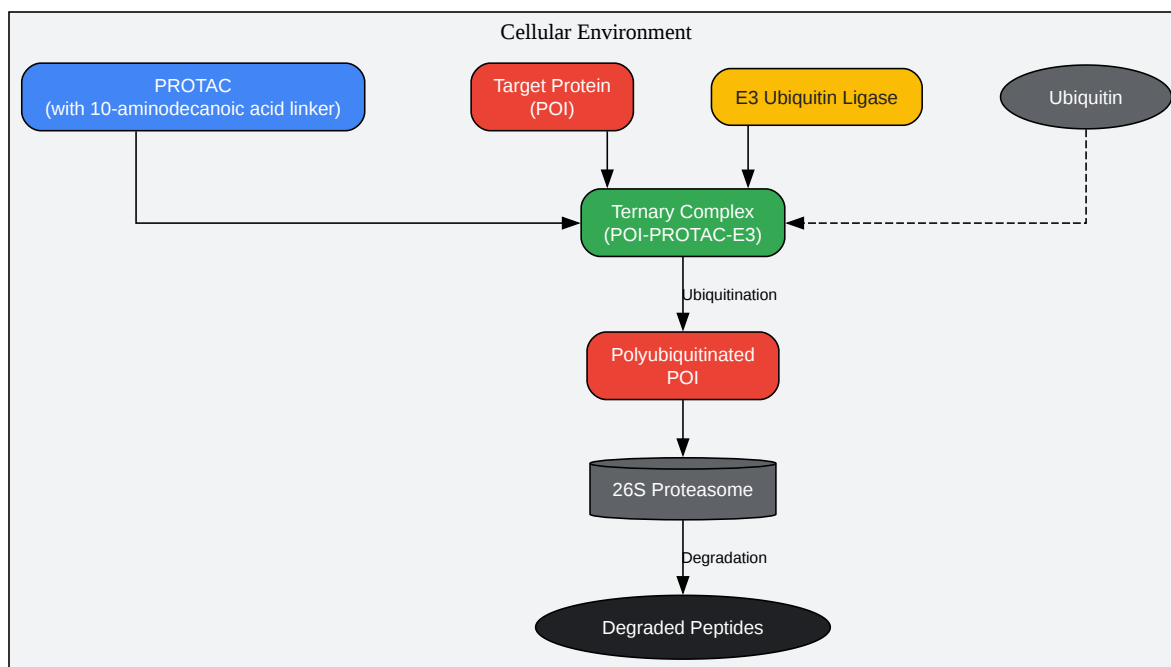 Cellular Environment
PROTAC
(with 10-aminodecanoic acid linker)
Target Protein
(POI)
E3 Ubiquitin Ligase
Ubiquitin
Ternary Complex
(POI-PROTAC-E3)
Ubiquitination
Polyubiquitinated
POI
26S Proteasome
Degradation
Degraded Peptides